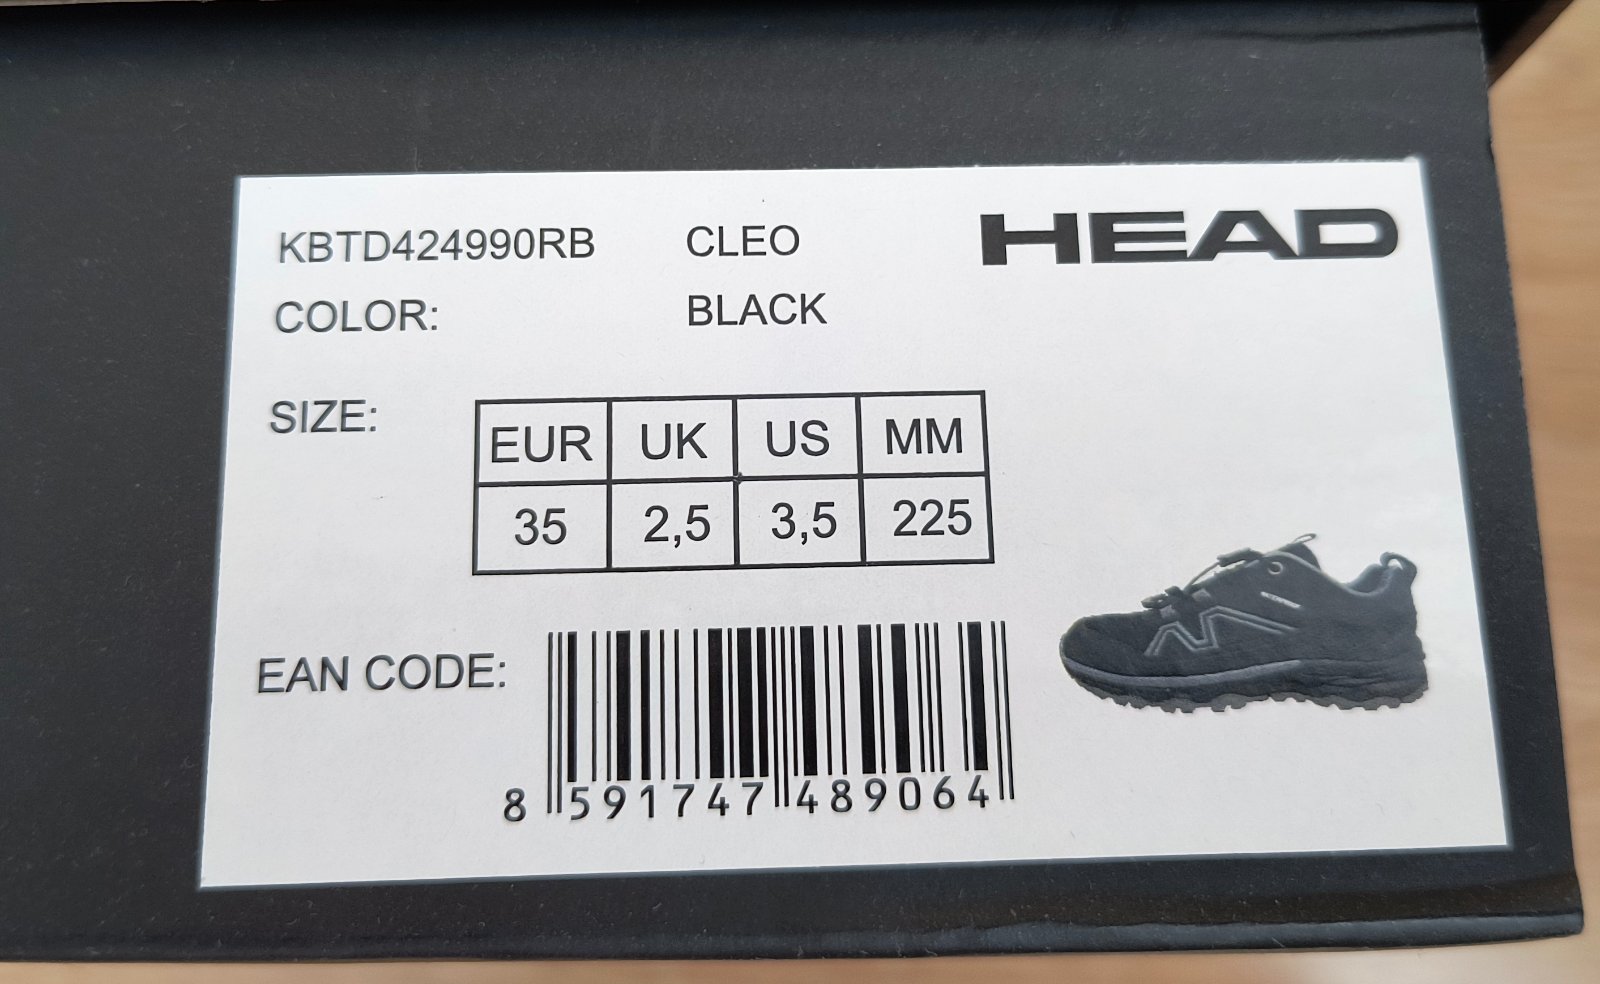 KBTD424990RB CLEO HEAD
COLOR: BLACK
SIZE:
EUR UK US MM
35 2,5 3,5 225
EAN CODE:
8 591747 489064